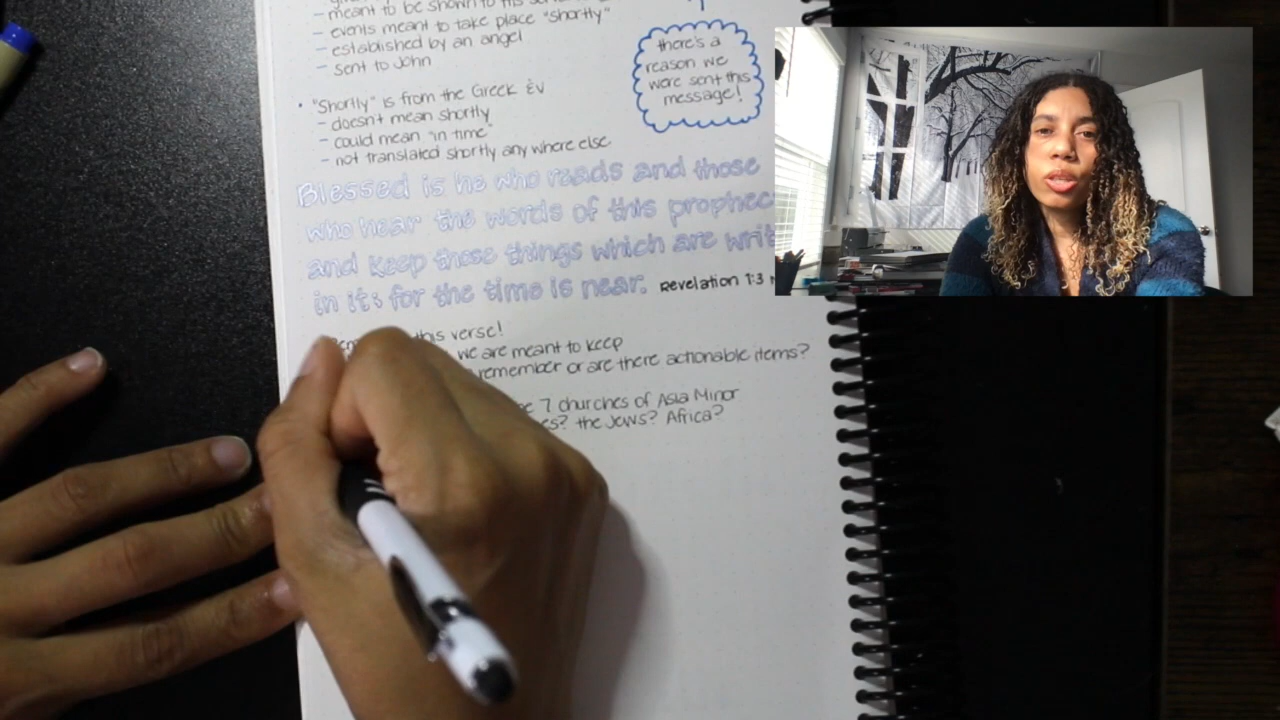 - meant to be shown to his
- events meant to take place "shortly"
- established by an angel
- sent to John
there's a
reason we
were sent this
message!
• "Shortly" is from the Greek ἐν
- doesn't mean shortly
- could mean "in time"
- not translated shortly any where else
Blessed is he who reads and those
who hear the words of this prophec
and keep those things which are writ
in it; for the time is near. Revelation 1:3
this verse!
we are meant to keep
remember or are there actionable items?
7 churches of Asia Minor
the Jews? Africa?